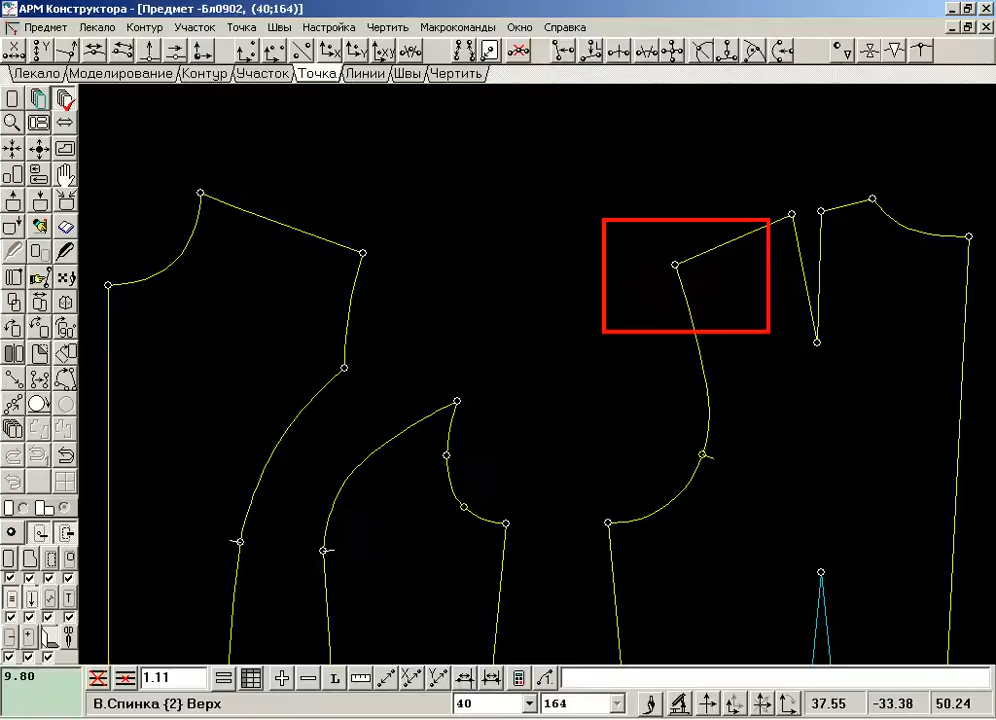 АРМ Конструктора - [Предмет -Бл0902, (40;164)]
Предмет Лекало Контур Участок Точка Швы Настройка Чертить Макрокоманды Окно Справка
Лекало Моделирование Контур Участок Точка Линии Швы Чертить
9.80
1.11
L
В.Спинка {2} Верх
40
164
37.55
-33.38
50.24